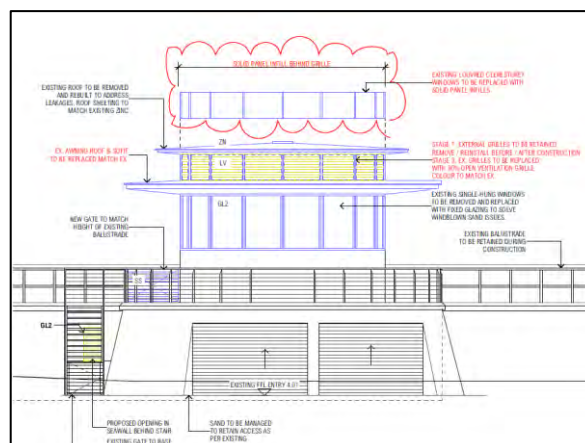 SOLID PANEL INFILL BEHIND GRILLE
EXISTING LOUVRED CLERESTORY
WINDOWS TO BE REPLACED WITH
SOLID PANEL INFILLS
EXISTING ROOF TO BE REMOVED
AND REBUILT TO ADDRESS
LEAKAGES. ROOF SHEETING TO
MATCH EXISTING ZINC
ZN
EX. AWNING ROOF & SOFFIT
TO BE REPLACED MATCH EX.
LV
EXTERNAL GRILLES TO BE RETAINED
REMOVE / REINSTALL BEFORE / AFTER CONSTRUCTION
EX. GRILLES TO BE REPLACED
WITH 50% OPEN VENTILATION GRILLE
COLOUR TO MATCH EX.
GL2
EXISTING SINGLE-HUNG WINDOWS
TO BE REMOVED AND REPLACED
WITH FIXED GLAZING TO SOLVE
WINDBLOWN SAND ISSUES.
NEW GATE TO MATCH
HEIGHT OF EXISTING
BALUSTRADE
EXISTING BALUSTRADE
TO BE RETAINED DURING
CONSTRUCTION
GL2
EXISTING FFL ENTRY
PROPOSED OPENING IN
SEAWALL BEHIND STAIR
EXISTING GATE TO BASE
SAND TO BE MANAGED
TO RETAIN ACCESS AS
PER EXISTING